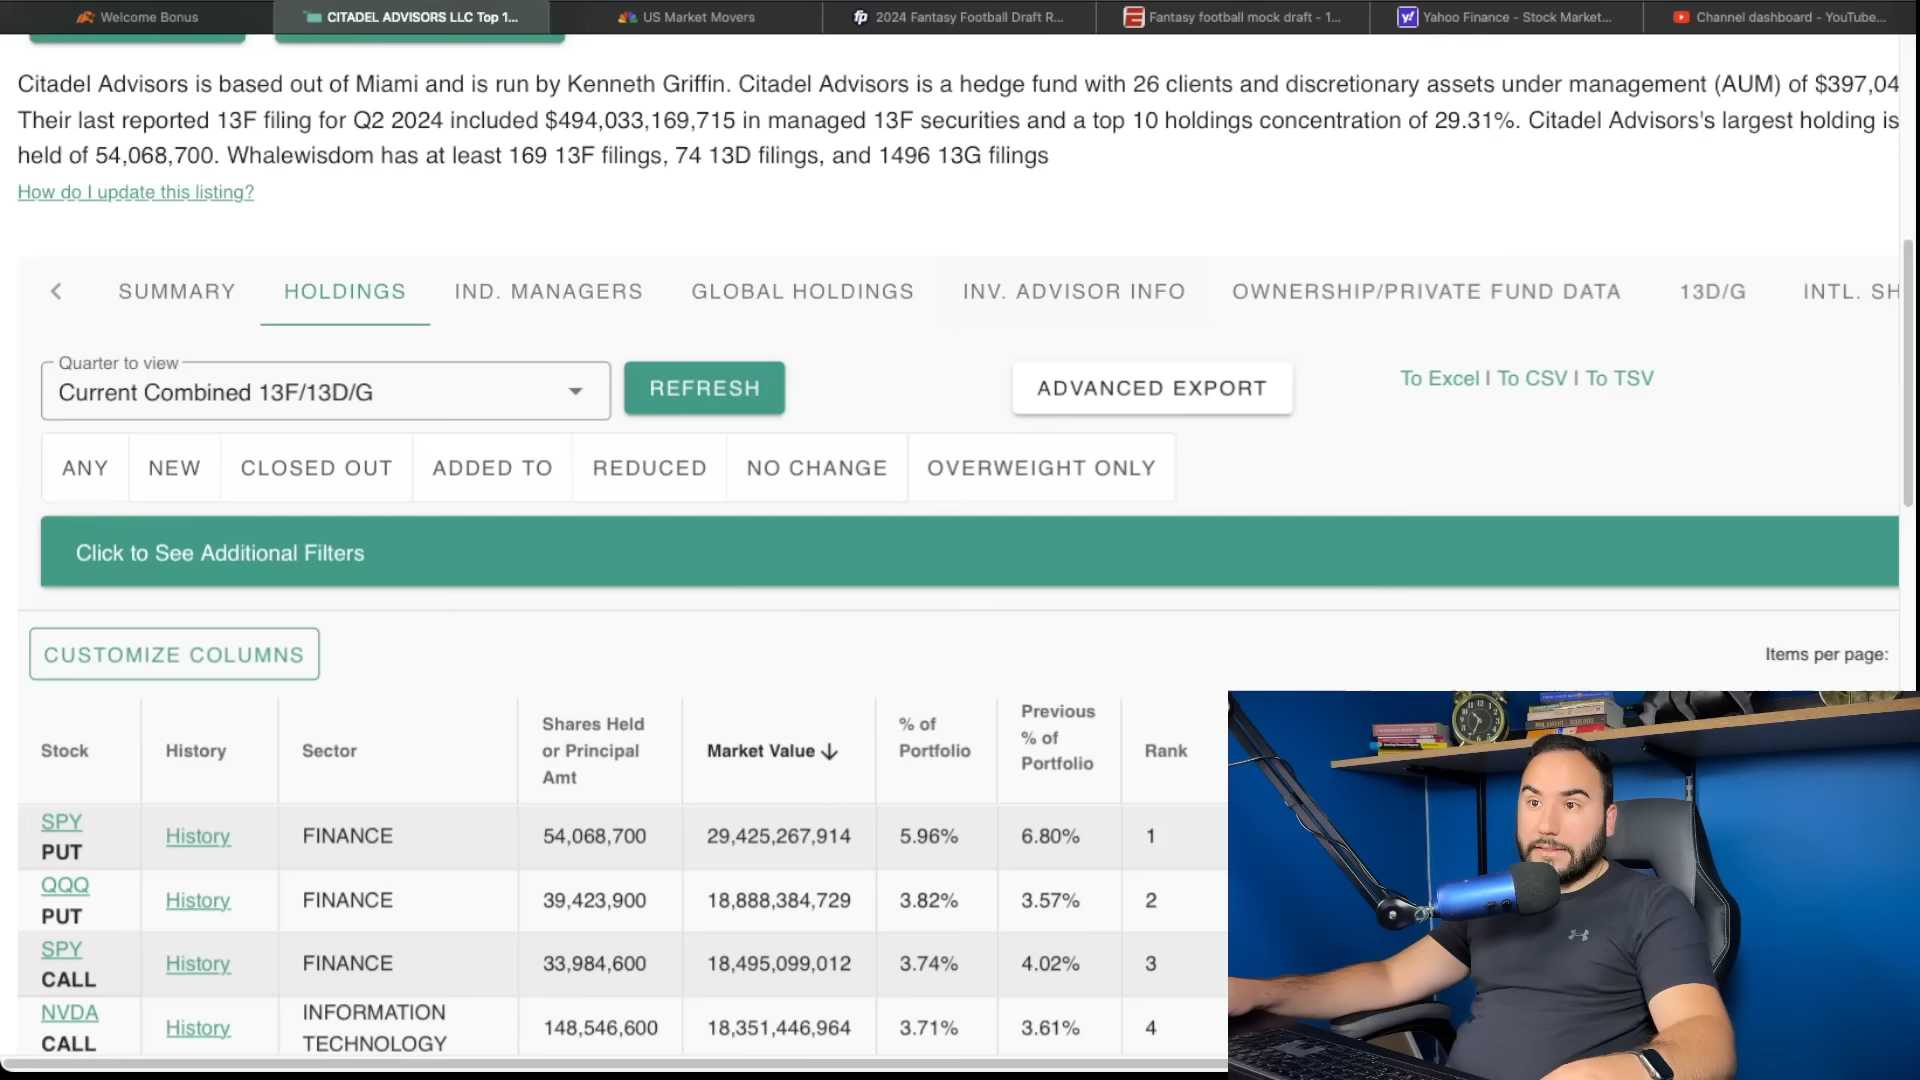 Welcome Bonus
CITADEL ADVISORS LLC Top 1...
US Market Movers
fp 2024 Fantasy Football Draft R...
Fantasy football mock draft - 1...
y! Yahoo Finance - Stock Market...
Channel dashboard - YouTube...
Citadel Advisors is based out of Miami and is run by Kenneth Griffin. Citadel Advisors is a hedge fund with 26 clients and discretionary assets under management (AUM) of $397,04
Their last reported 13F filing for Q2 2024 included $494,033,169,715 in managed 13F securities and a top 10 holdings concentration of 29.31%. Citadel Advisors's largest holding is
held of 54,068,700. Whalewisdom has at least 169 13F filings, 74 13D filings, and 1496 13G filings
How do I update this listing?
SUMMARY HOLDINGS IND. MANAGERS GLOBAL HOLDINGS INV. ADVISOR INFO OWNERSHIP/PRIVATE FUND DATA 13D/G INTL. SH
Quarter to view
Current Combined 13F/13D/G
REFRESH
ADVANCED EXPORT
To Excel | To CSV | To TSV
ANY NEW CLOSED OUT ADDED TO REDUCED NO CHANGE OVERWEIGHT ONLY
Click to See Additional Filters
CUSTOMIZE COLUMNS
Items per page:
Stock History Sector Shares Held or Principal Amt Market Value ↓ % of Portfolio Previous % of Portfolio Rank
SPY PUT History FINANCE 54,068,700 29,425,267,914 5.96% 6.80% 1
QQQ PUT History FINANCE 39,423,900 18,888,384,729 3.82% 3.57% 2
SPY CALL History FINANCE 33,984,600 18,495,099,012 3.74% 4.02% 3
NVDA CALL History INFORMATION TECHNOLOGY 148,546,600 18,351,446,964 3.71% 3.61% 4